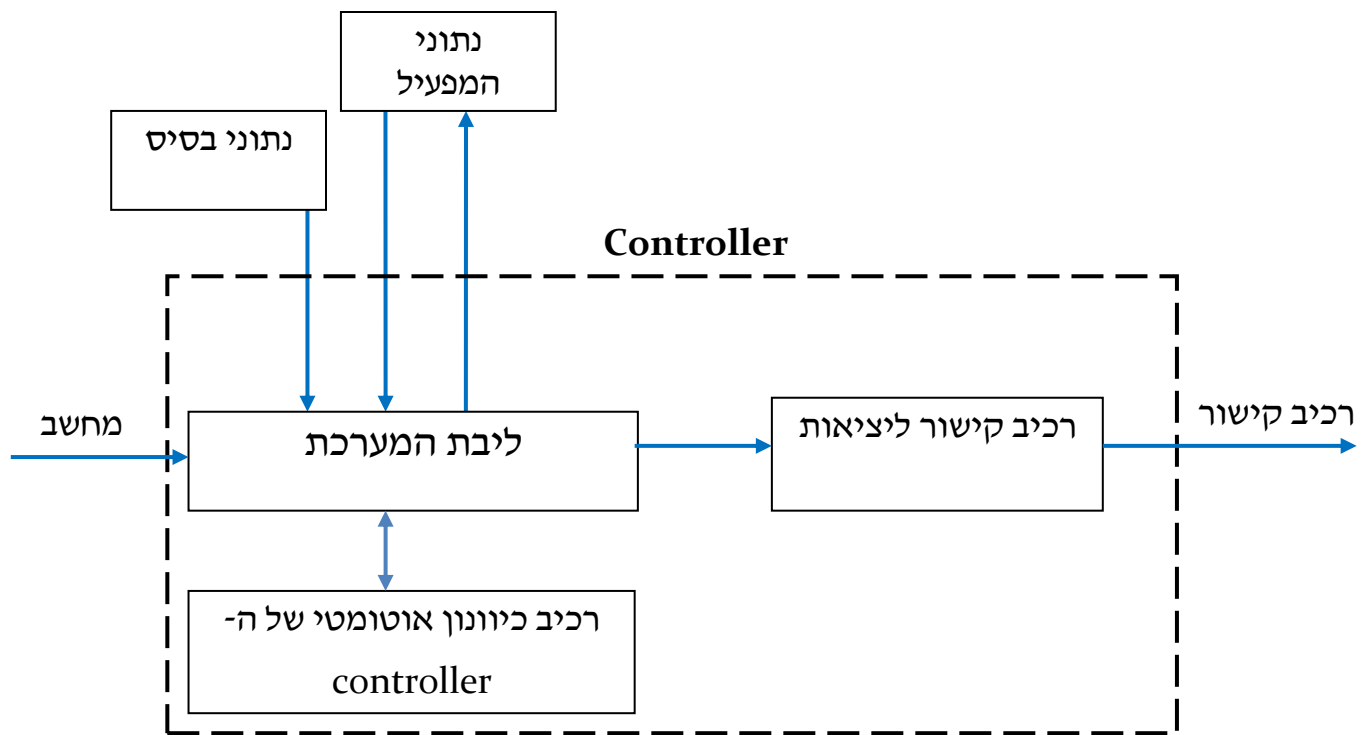 נתוני
המפעיל
נתוני בסיס
Controller
מחשב
ליבת המערכת
רכיב קישור ליציאות
רכיב קישור
רכיב כיוונון אוטומטי של ה-
controller